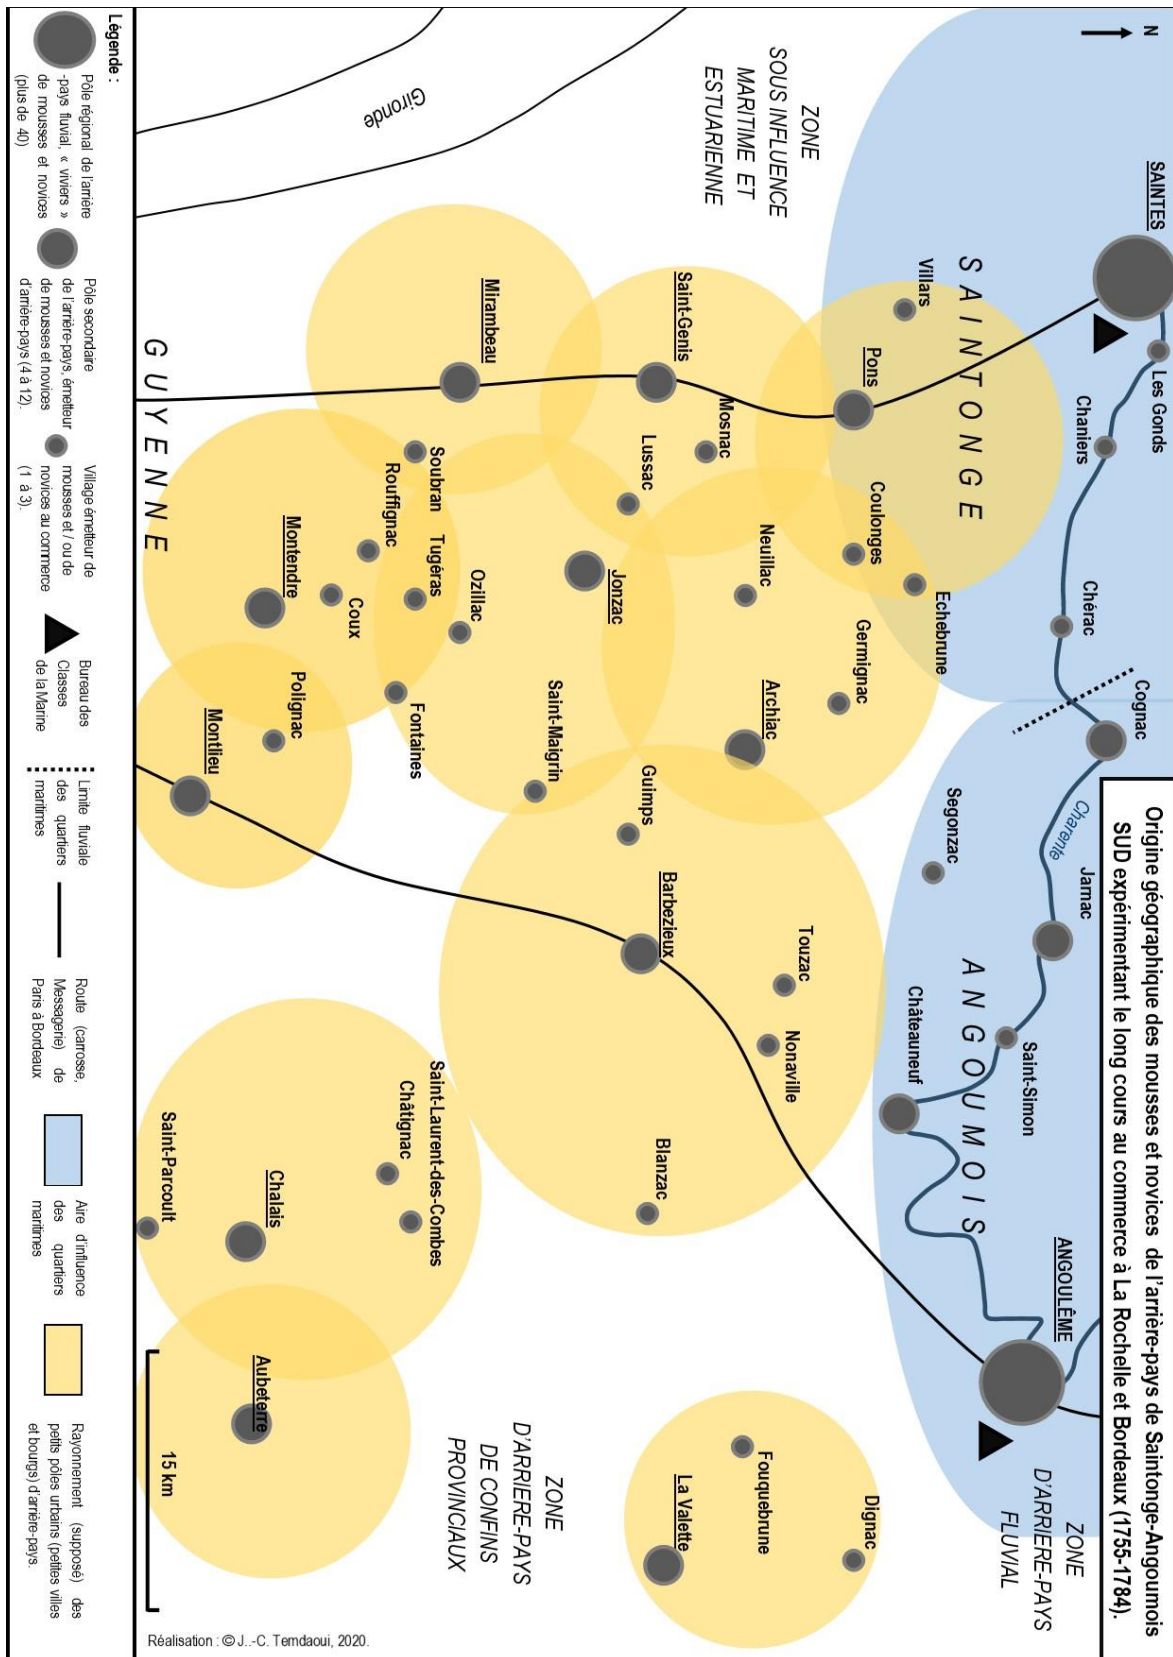 Origine géographique des mousses et novices de l'arrière-pays de Saintonge-Angoumois
SUD expérimentant le long cours au commerce à La Rochelle et Bordeaux (1755-1784).
N
SAINTES
Les Gonds
Chaniers
Chérac
Cognac
Charente
Jarnac
Saint-Simon
Châteauneuf
Segonzac
ANGOULÊME
SAINTONGE
ANGOUMOIS
ZONE
D'ARRIERE-PAYS
FLUVIAL
Villars
Pons
Coulonges
Echebrune
Germignac
Neuillac
Archiac
Mosnac
Saint-Genis
Lussac
Jonzac
Saint-Maigrin
Guimps
Barbezieux
Touzac
Nonaville
Blanzac
Dignac
Fouquebrune
La Valette
ZONE
SOUS INFLUENCE
MARITIME ET
ESTUARIENNE
Gironde
Mirambeau
Soubran
Rouffignac
Tugéras
Ozillac
Coux
Montendre
Fontaines
Polignac
Montlieu
Saint-Laurent-des-Combes
Châtignac
Chalais
Saint-Parcoult
Aubeterre
ZONE
D'ARRIERE-PAYS
DE CONFINS
PROVINCIAUX
GUYENNE
15 km
Réalisation : © J.-C. Temdaoui, 2020.
Légende :
Pôle régional de l'arrière
-pays fluvial, « viviers »
de mousses et novices
(plus de 40)
Pôle secondaire
de l'arrière-pays, émetteur
de mousses et novices
d'arrière-pays (4 à 12).
Village émetteur de
mousses et / ou de
novices au commerce
(1 à 3).
Bureau des
Classes
de la Marine
Limite fluviale
des quartiers
maritimes
Route (carrosse,
Messagerie) de
Paris à Bordeaux
Aire d'influence
des quartiers
maritimes
Rayonnement (supposé) des
petits pôles urbains (petites villes
et bourgs) d'arrière-pays.